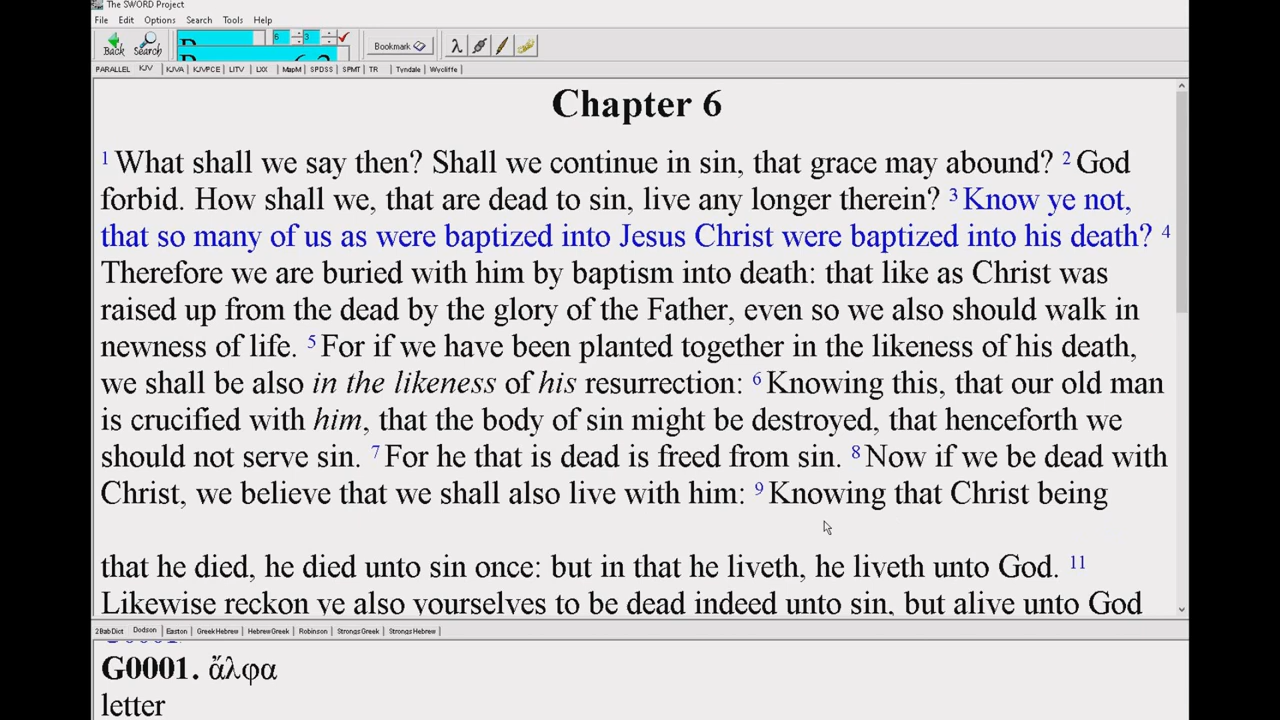 The SWORD Project
File Edit Options Search Tools Help
Back Search 6 3 Bookmark λ
PARALLEL KJV KJVA KJVPCE LITV LXX MapM SPDSS SPMT TR Tyndale Wycliffe
Chapter 6
1 What shall we say then? Shall we continue in sin, that grace may abound? 2 God
forbid. How shall we, that are dead to sin, live any longer therein? 3 Know ye not,
that so many of us as were baptized into Jesus Christ were baptized into his death? 4
Therefore we are buried with him by baptism into death: that like as Christ was
raised up from the dead by the glory of the Father, even so we also should walk in
newness of life. 5 For if we have been planted together in the likeness of his death,
we shall be also in the likeness of his resurrection: 6 Knowing this, that our old man
is crucified with him, that the body of sin might be destroyed, that henceforth we
should not serve sin. 7 For he that is dead is freed from sin. 8 Now if we be dead with
Christ, we believe that we shall also live with him: 9 Knowing that Christ being
that he died, he died unto sin once: but in that he liveth, he liveth unto God. 11
Likewise reckon ye also yourselves to be dead indeed unto sin, but alive unto God
2BabDict Dodson Easton GreekHebrew HebrewGreek Robinson StrongsGreek StrongsHebrew
G0001. ἄλφα
letter